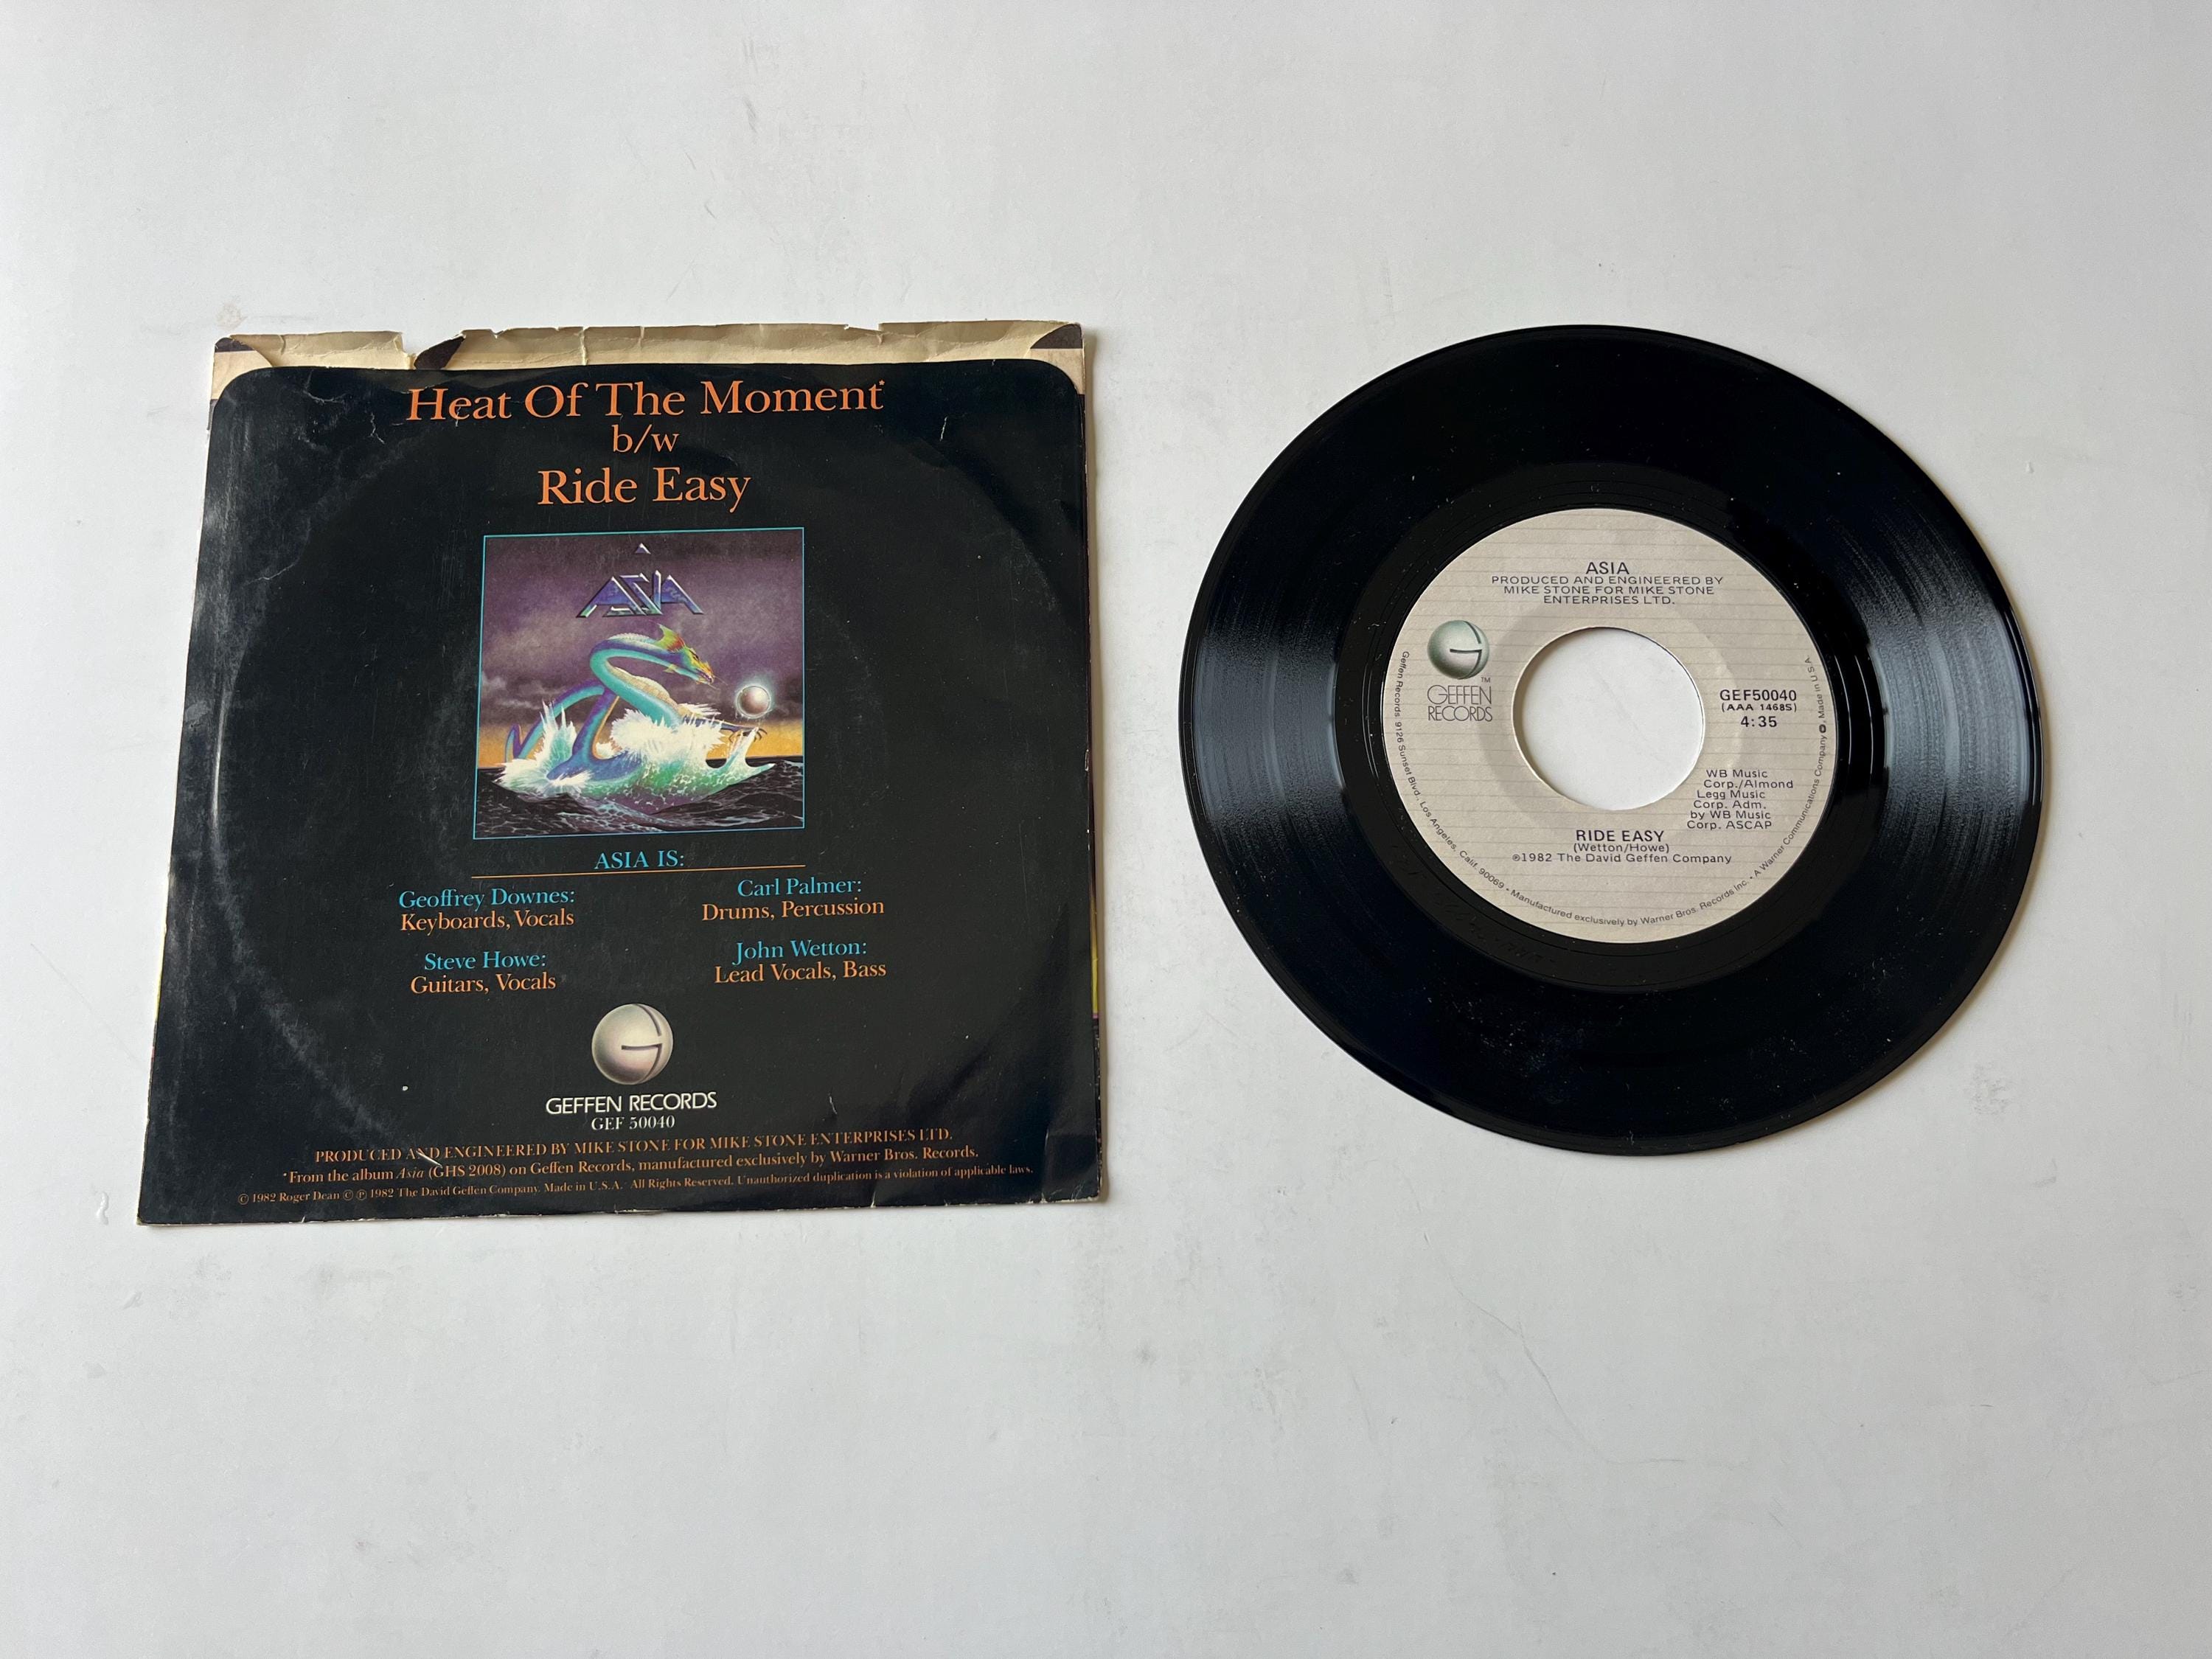 Heat Of The Moment*
b/w
Ride Easy
ASIA
ASIA IS:
Geoffrey Downes:
Keyboards, Vocals
Carl Palmer:
Drums, Percussion
Steve Howe:
Guitars, Vocals
John Wetton:
Lead Vocals, Bass
GEFFEN RECORDS
GEF 50040
PRODUCED AND ENGINEERED BY MIKE STONE FOR MIKE STONE ENTERPRISES LTD.
*From the album Asia (GHS 2008) on Geffen Records, manufactured exclusively by Warner Bros. Records.
© 1982 Roger Dean © ℗ 1982 The David Geffen Company. Made in U.S.A. All Rights Reserved. Unauthorized duplication is a violation of applicable laws.
ASIA
PRODUCED AND ENGINEERED BY
MIKE STONE FOR MIKE STONE
ENTERPRISES LTD.
TM
GEFFEN
RECORDS
GEF50040
(AAA 1468S)
4:35
WB Music
Corp./Almond
Legg Music
Corp. Adm.
by WB Music
Corp. ASCAP
RIDE EASY
(Wetton/Howe)
℗1982 The David Geffen Company
Geffen Records, 9126 Sunset Blvd., Los Angeles, Calif. 90069 • Manufactured exclusively by Warner Bros. Records Inc. • A Warner Communications Company Made in U.S.A.